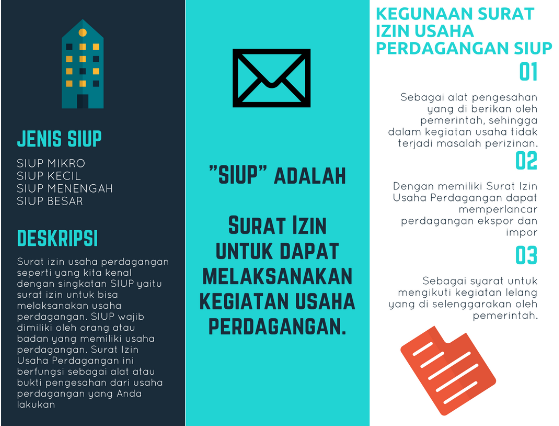 JENIS SIUP
SIUP MIKRO
SIUP KECIL
SIUP MENENGAH
SIUP BESAR
DESKRIPSI
Surat izin usaha perdagangan
seperti yang kita kenal
dengan singkatan SIUP yaitu
surat izin untuk bisa
melaksanakan usaha
perdagangan. SIUP wajib
dimiliki oleh orang atau
badan yang memiliki usaha
perdagangan. Surat Izin
Usaha Perdagangan ini
berfungsi sebagai alat atau
bukti pengesahan dari usaha
perdagangan yang Anda
lakukan
"SIUP" ADALAH
SURAT IZIN
UNTUK DAPAT
MELAKSANAKAN
KEGIATAN USAHA
PERDAGANGAN.
KEGUNAAN SURAT
IZIN USAHA
PERDAGANGAN SIUP
01
Sebagai alat pengesahan
yang di berikan oleh
pemerintah, sehingga
dalam kegiatan usaha tidak
terjadi masalah perizinan.
02
Dengan memiliki Surat Izin
Usaha Perdagangan dapat
memperlancar
perdagangan ekspor dan
impor
03
Sebagai syarat untuk
mengikuti kegiatan lelang
yang di selenggarakan oleh
pemerintah.